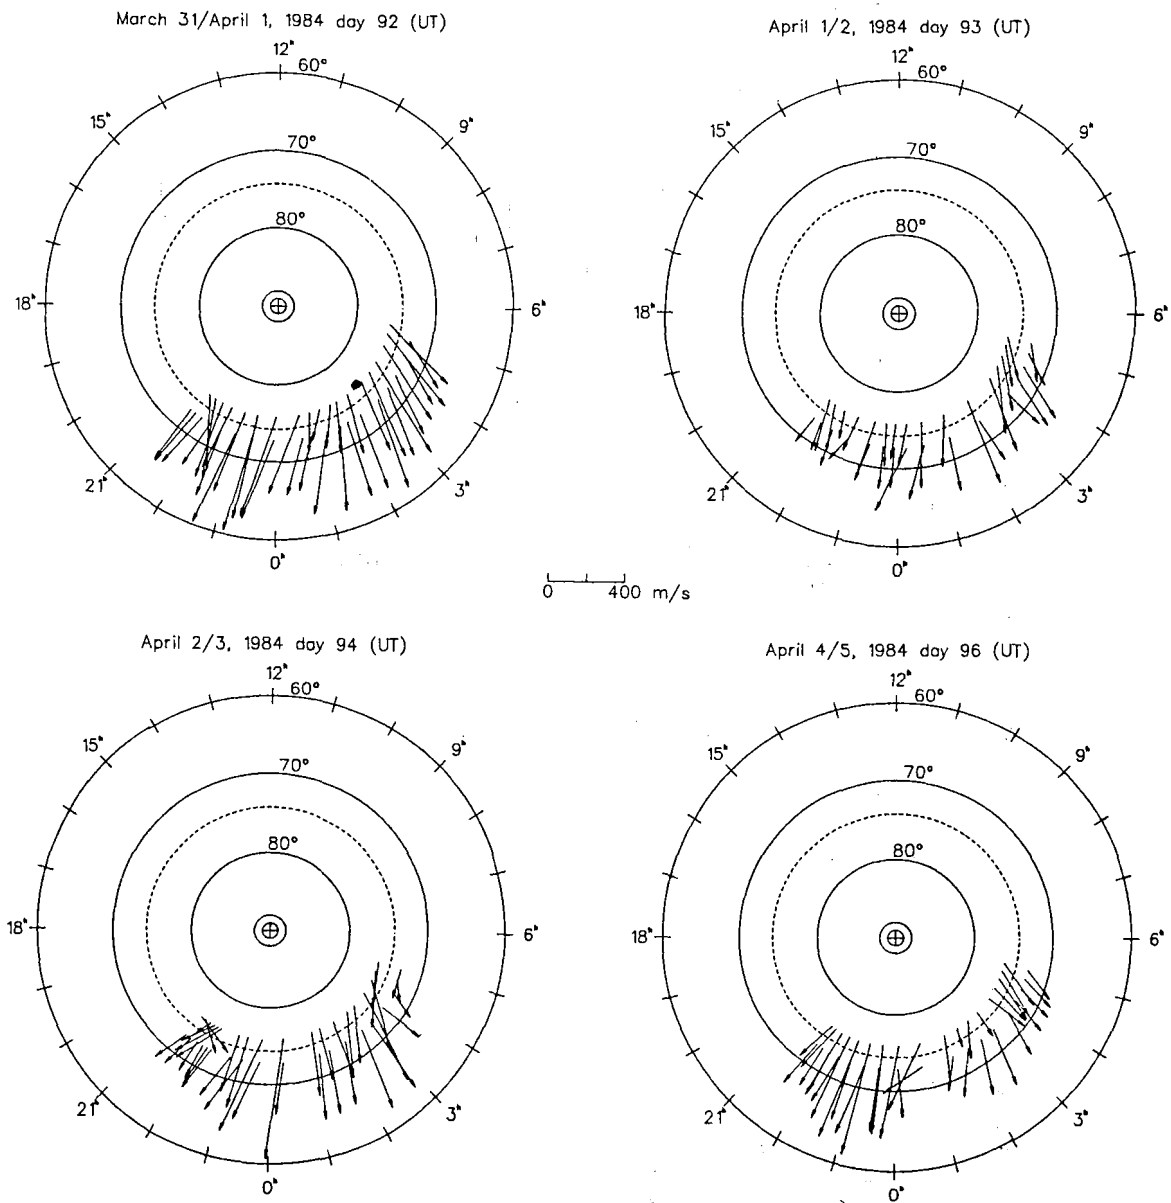 March 31/April 1, 1984 day 92 (UT)
12ʰ
60°
15ʰ
9ʰ
70°
80°
18ʰ
6ʰ
21ʰ
3ʰ
0ʰ
April 1/2, 1984 day 93 (UT)
12ʰ
60°
15ʰ
9ʰ
70°
80°
18ʰ
6ʰ
21ʰ
3ʰ
0ʰ
0 400 m/s
April 2/3, 1984 day 94 (UT)
12ʰ
60°
15ʰ
9ʰ
70°
80°
18ʰ
6ʰ
21ʰ
3ʰ
0ʰ
April 4/5, 1984 day 96 (UT)
12ʰ
60°
15ʰ
9ʰ
70°
80°
18ʰ
6ʰ
21ʰ
3ʰ
0ʰ